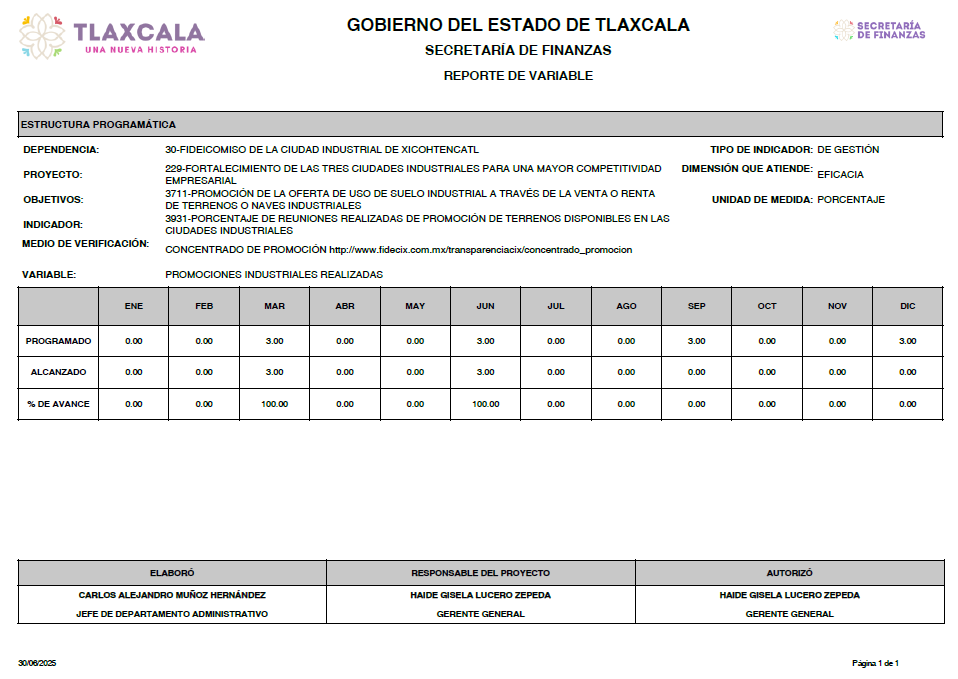 TLAXCALA
UNA NUEVA HISTORIA
GOBIERNO DEL ESTADO DE TLAXCALA
SECRETARÍA DE FINANZAS
REPORTE DE VARIABLE
SECRETARÍA
DE FINANZAS
ESTRUCTURA PROGRAMÁTICA
DEPENDENCIA: 30-FIDEICOMISO DE LA CIUDAD INDUSTRIAL DE XICOHTENCATL TIPO DE INDICADOR: DE GESTIÓN
PROYECTO: 229-FORTALECIMIENTO DE LAS TRES CIUDADES INDUSTRIALES PARA UNA MAYOR COMPETITIVIDAD
EMPRESARIAL
DIMENSIÓN QUE ATIENDE: EFICACIA
OBJETIVOS: 3711-PROMOCIÓN DE LA OFERTA DE USO DE SUELO INDUSTRIAL A TRAVÉS DE LA VENTA O RENTA
DE TERRENOS O NAVES INDUSTRIALES
UNIDAD DE MEDIDA: PORCENTAJE
INDICADOR: 3931-PORCENTAJE DE REUNIONES REALIZADAS DE PROMOCIÓN DE TERRENOS DISPONIBLES EN LAS
CIUDADES INDUSTRIALES
MEDIO DE VERIFICACIÓN: CONCENTRADO DE PROMOCIÓN http://www.fidecix.com.mx/transparenciacix/concentrado_promocion
VARIABLE: PROMOCIONES INDUSTRIALES REALIZADAS
ENE FEB MAR ABR MAY JUN JUL AGO SEP OCT NOV DIC
PROGRAMADO 0.00 0.00 3.00 0.00 0.00 3.00 0.00 0.00 3.00 0.00 0.00 3.00
ALCANZADO 0.00 0.00 3.00 0.00 0.00 3.00 0.00 0.00 0.00 0.00 0.00 0.00
% DE AVANCE 0.00 0.00 100.00 0.00 0.00 100.00 0.00 0.00 0.00 0.00 0.00 0.00
ELABORÓ RESPONSABLE DEL PROYECTO AUTORIZÓ
CARLOS ALEJANDRO MUÑOZ HERNÁNDEZ HAIDE GISELA LUCERO ZEPEDA HAIDE GISELA LUCERO ZEPEDA
JEFE DE DEPARTAMENTO ADMINISTRATIVO GERENTE GENERAL GERENTE GENERAL
30/06/2025 Página 1 de 1